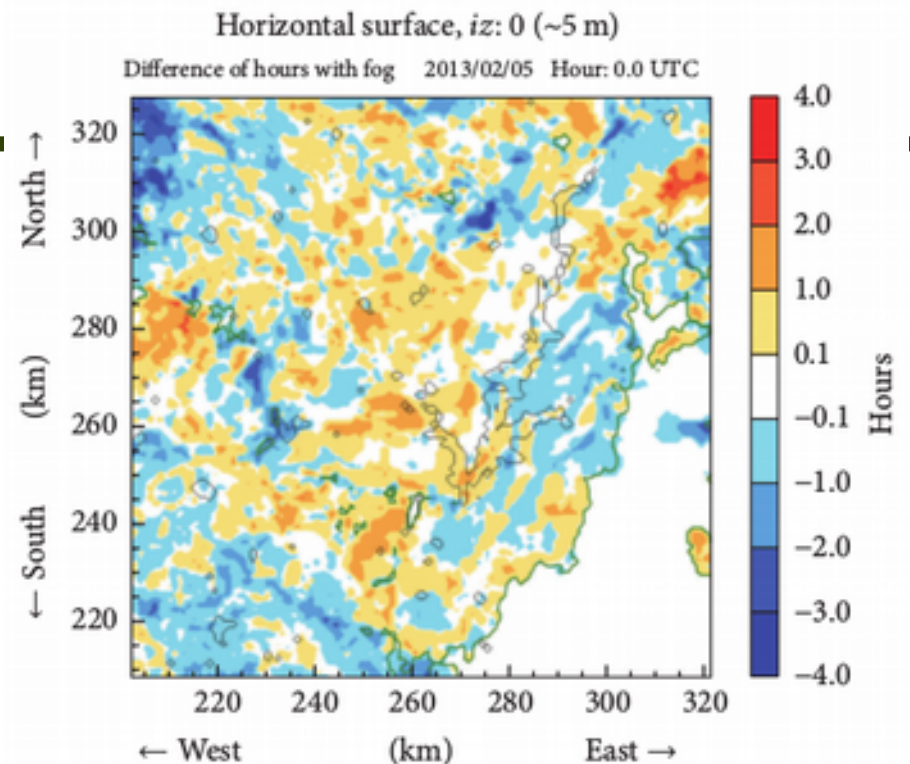 Horizontal surface, iz: 0 (~5 m)
Difference of hours with fog 2013/02/05 Hour: 0.0 UTC
320
300
280
260
240
220
← South (km) North →
220 240 260 280 300 320
← West (km) East →
4.0
3.0
2.0
1.0
0.1
−0.1
−1.0
−2.0
−3.0
−4.0
Hours